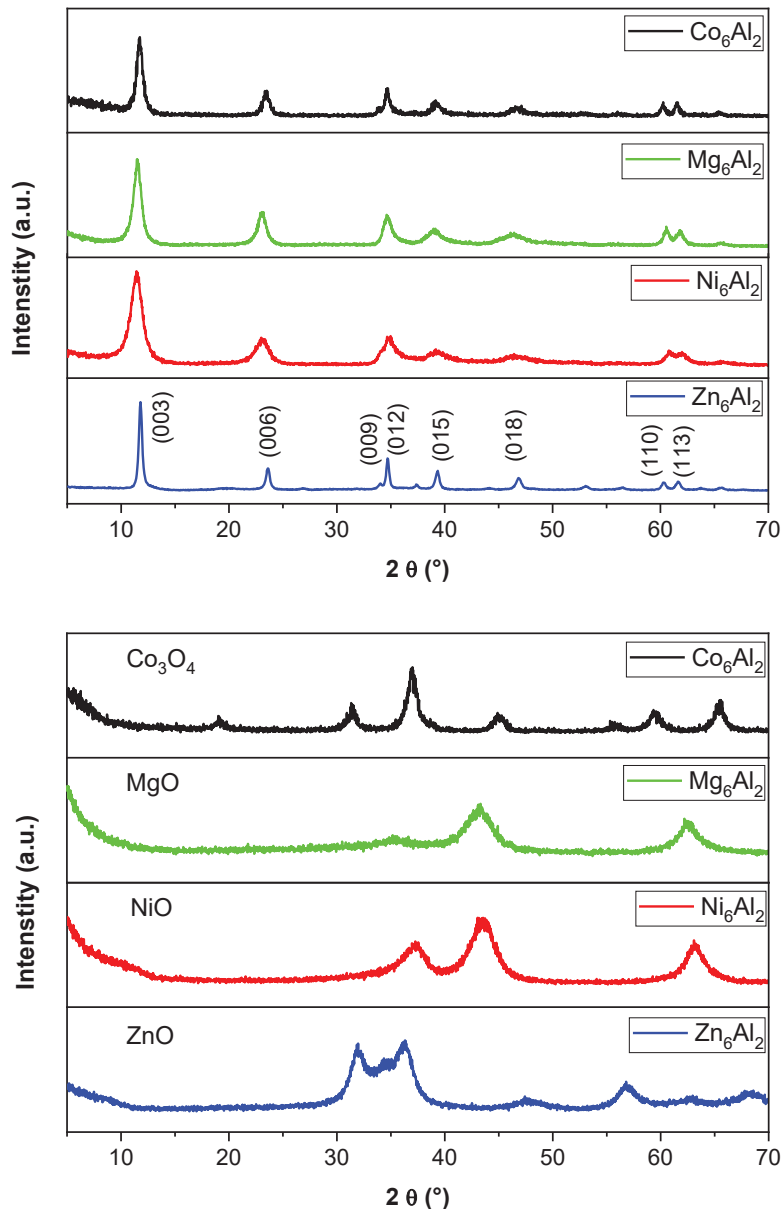 Co₆Al₂
Mg₆Al₂
Ni₆Al₂
Zn₆Al₂
(003)
(006)
(009)
(012)
(015)
(018)
(110)
(113)
Intenstity (a.u.)
10 20 30 40 50 60 70
2 θ (°)
Co₃O₄ Co₆Al₂
MgO Mg₆Al₂
NiO Ni₆Al₂
ZnO Zn₆Al₂
Intenstity (a.u.)
10 20 30 40 50 60 70
2 θ (°)